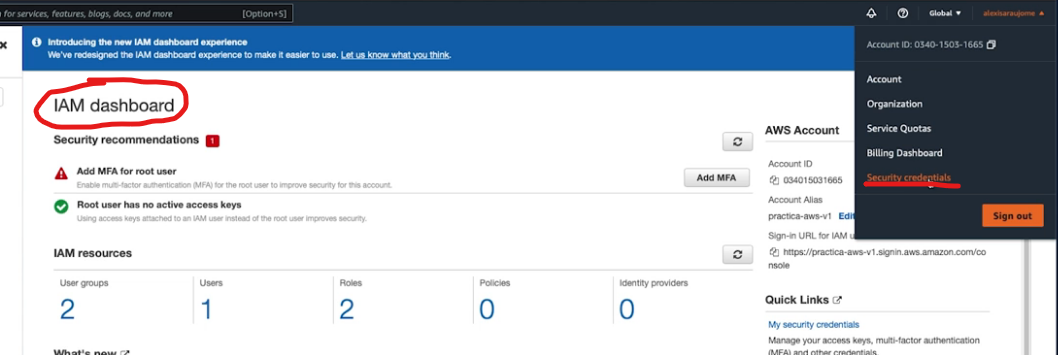 for services, features, blogs, docs, and more [Option+S] Global ▼ alexisaraujome ▲
Introducing the new IAM dashboard experience
We've redesigned the IAM dashboard experience to make it easier to use. Let us know what you think.
Account ID: 0340-1503-1665
Account
Organization
Service Quotas
Billing Dashboard
Security credentials
Sign out
IAM dashboard
Security recommendations 1
Add MFA for root user
Enable multi-factor authentication (MFA) for the root user to improve security for this account.
Add MFA
Root user has no active access keys
Using access keys attached to an IAM user instead of the root user improves security.
IAM resources
User groups Users Roles Policies Identity providers
2 1 2 0 0
What's new
AWS Account
Account ID
034015031665
Account Alias
practica-aws-v1 Edit
Sign-in URL for IAM u
https://practica-aws-v1.signin.aws.amazon.com/co
nsole
Quick Links
My security credentials
Manage your access keys, multi-factor authentication
(MFA) and other credentials.